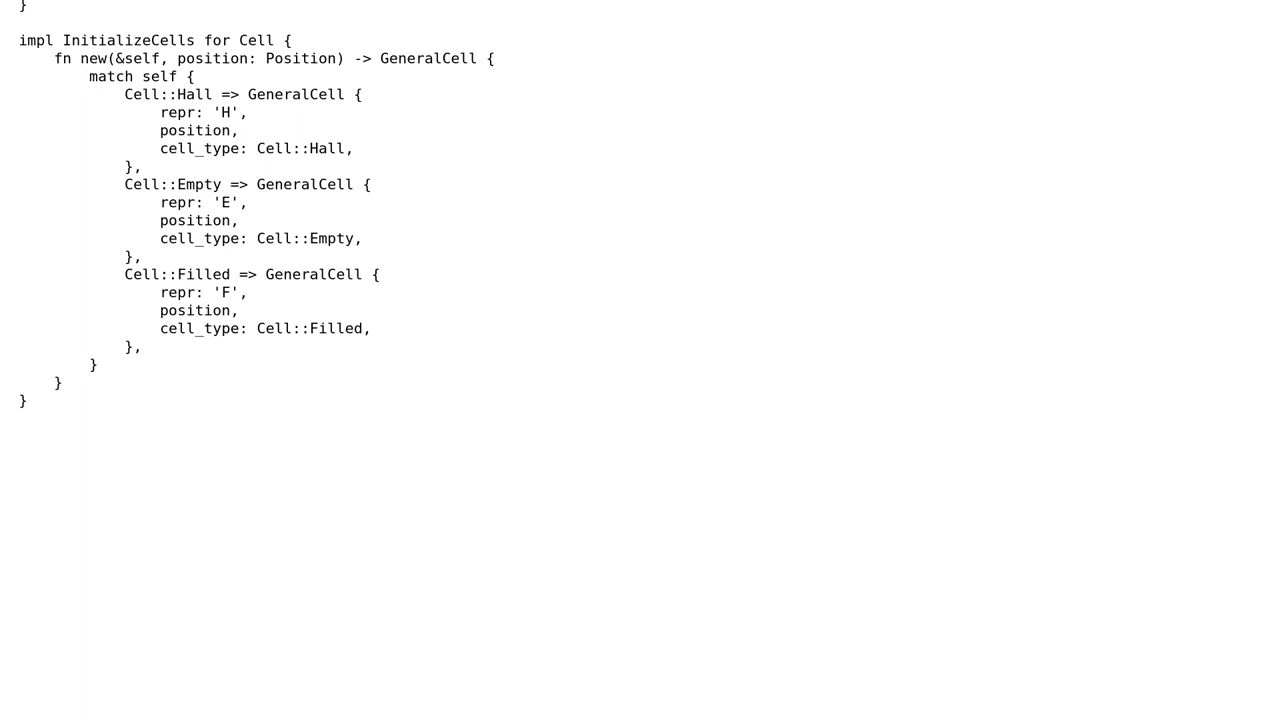 }

impl InitializeCells for Cell {
    fn new(&self, position: Position) -> GeneralCell {
        match self {
            Cell::Hall => GeneralCell {
                repr: 'H',
                position,
                cell_type: Cell::Hall,
            },
            Cell::Empty => GeneralCell {
                repr: 'E',
                position,
                cell_type: Cell::Empty,
            },
            Cell::Filled => GeneralCell {
                repr: 'F',
                position,
                cell_type: Cell::Filled,
            },
        }
    }
}